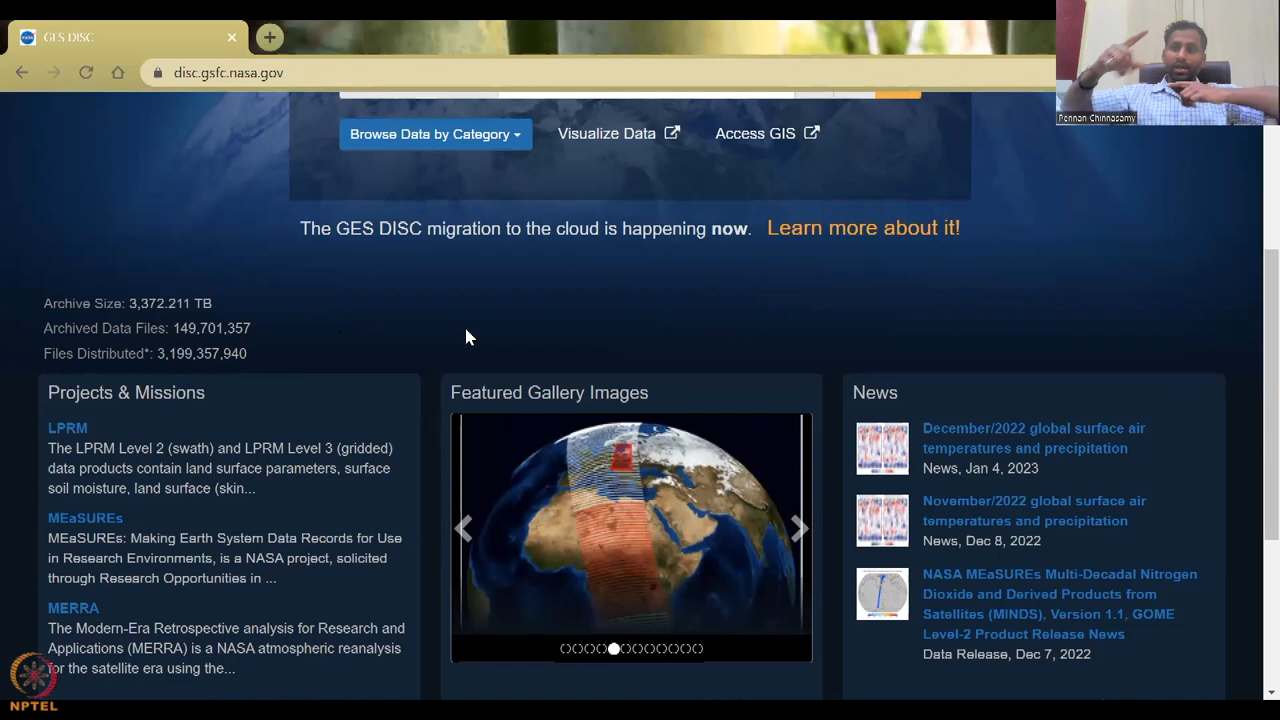 GES DISC
disc.gsfc.nasa.gov
Pennan Chinnasamy
Browse Data by Category
Visualize Data
Access GIS
The GES DISC migration to the cloud is happening now. Learn more about it!
Archive Size: 3,372.211 TB
Archived Data Files: 149,701,357
Files Distributed*: 3,199,357,940
Projects & Missions
LPRM
The LPRM Level 2 (swath) and LPRM Level 3 (gridded)
data products contain land surface parameters, surface
soil moisture, land surface (skin...
MEaSUREs
MEaSUREs: Making Earth System Data Records for Use
in Research Environments, is a NASA project, solicited
through Research Opportunities in ...
MERRA
The Modern-Era Retrospective analysis for Research and
Applications (MERRA) is a NASA atmospheric reanalysis
for the satellite era using the...
Featured Gallery Images
News
December/2022 global surface air
temperatures and precipitation
News, Jan 4, 2023
November/2022 global surface air
temperatures and precipitation
News, Dec 8, 2022
NASA MEaSUREs Multi-Decadal Nitrogen
Dioxide and Derived Products from
Satellites (MINDS), Version 1.1, GOME
Level-2 Product Release News
Data Release, Dec 7, 2022
NPTEL